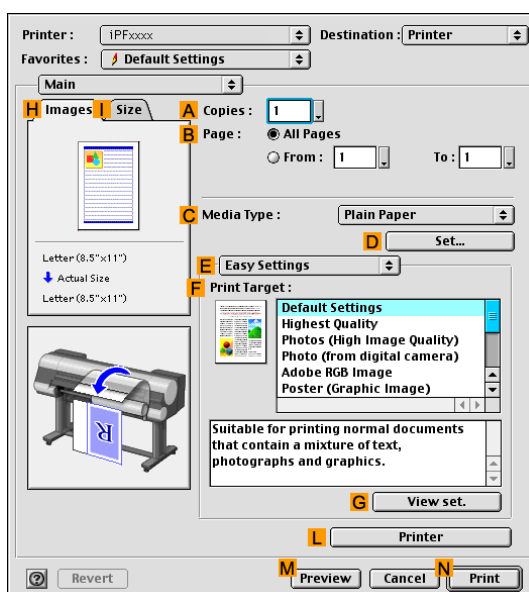 Printer : iPFxxxx Destination : Printer
Favorites : Default Settings
Main
H Images I Size
A Copies : 1
B Page : All Pages
From : 1 To : 1
C Media Type : Plain Paper
D Set...
Letter (8.5"x11")
Actual Size
Letter (8.5"x11")
E Easy Settings
F Print Target :
Default Settings
Highest Quality
Photos (High Image Quality)
Photo (from digital camera)
Adobe RGB Image
Poster (Graphic Image)
R
Suitable for printing normal documents
that contain a mixture of text,
photographs and graphics.
G View set.
L Printer
? Revert M Preview Cancel N Print